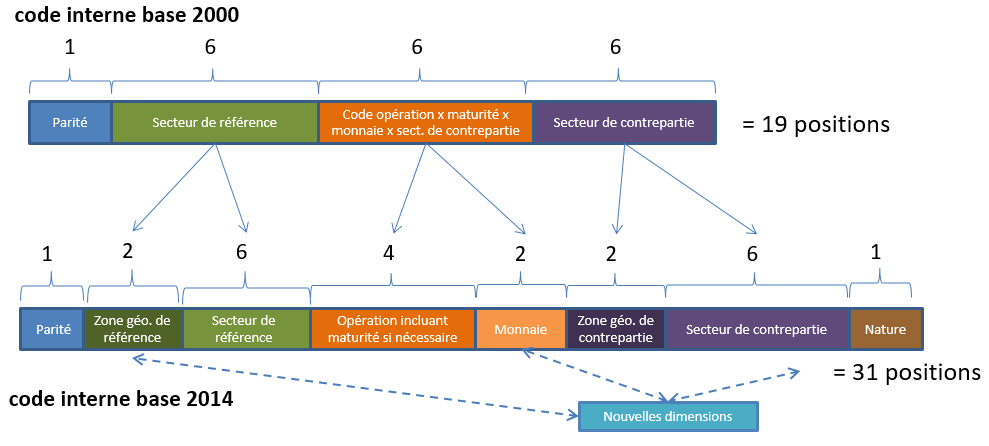 code interne base 2000
1 6 6 6
Parité
Secteur de référence
Code opération x maturité x
monnaie x sect. de contrepartie
Secteur de contrepartie
= 19 positions
1 2 6 4 2 2 6 1
Parité
Zone géo. de
référence
Secteur de
référence
Opération incluant
maturité si nécessaire
Monnaie
Zone géo. de
contrepartie
Secteur de contrepartie
Nature
= 31 positions
code interne base 2014
Nouvelles dimensions